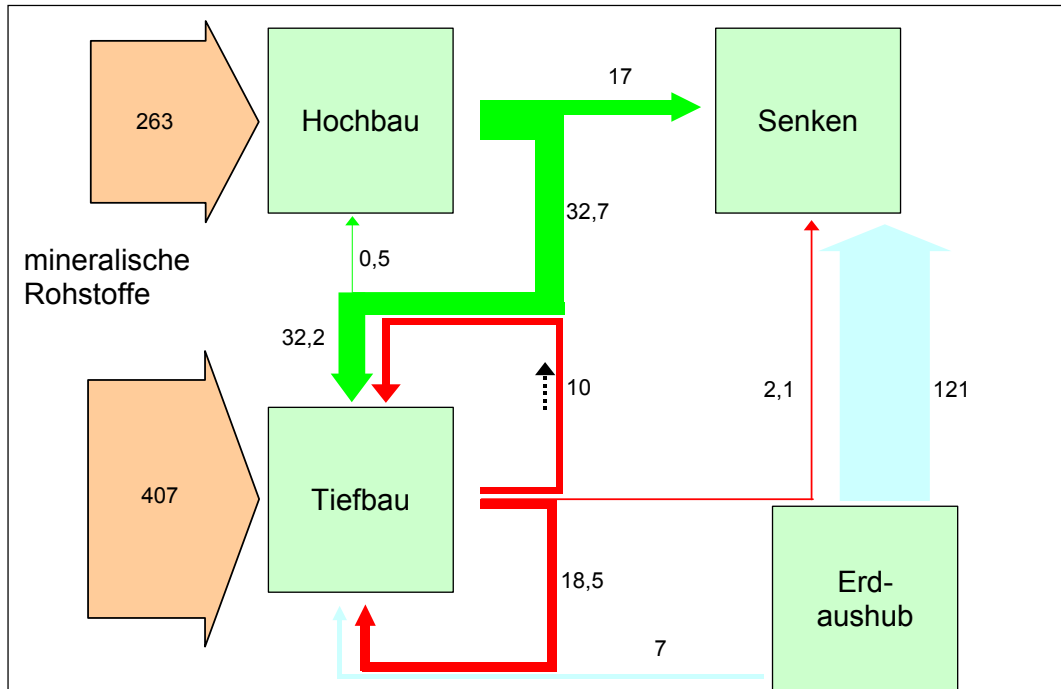 17
263
Hochbau
Senken
32,7
mineralische
Rohstoffe
0,5
32,2
10
2,1
121
407
Tiefbau
18,5
Erd-
aushub
7